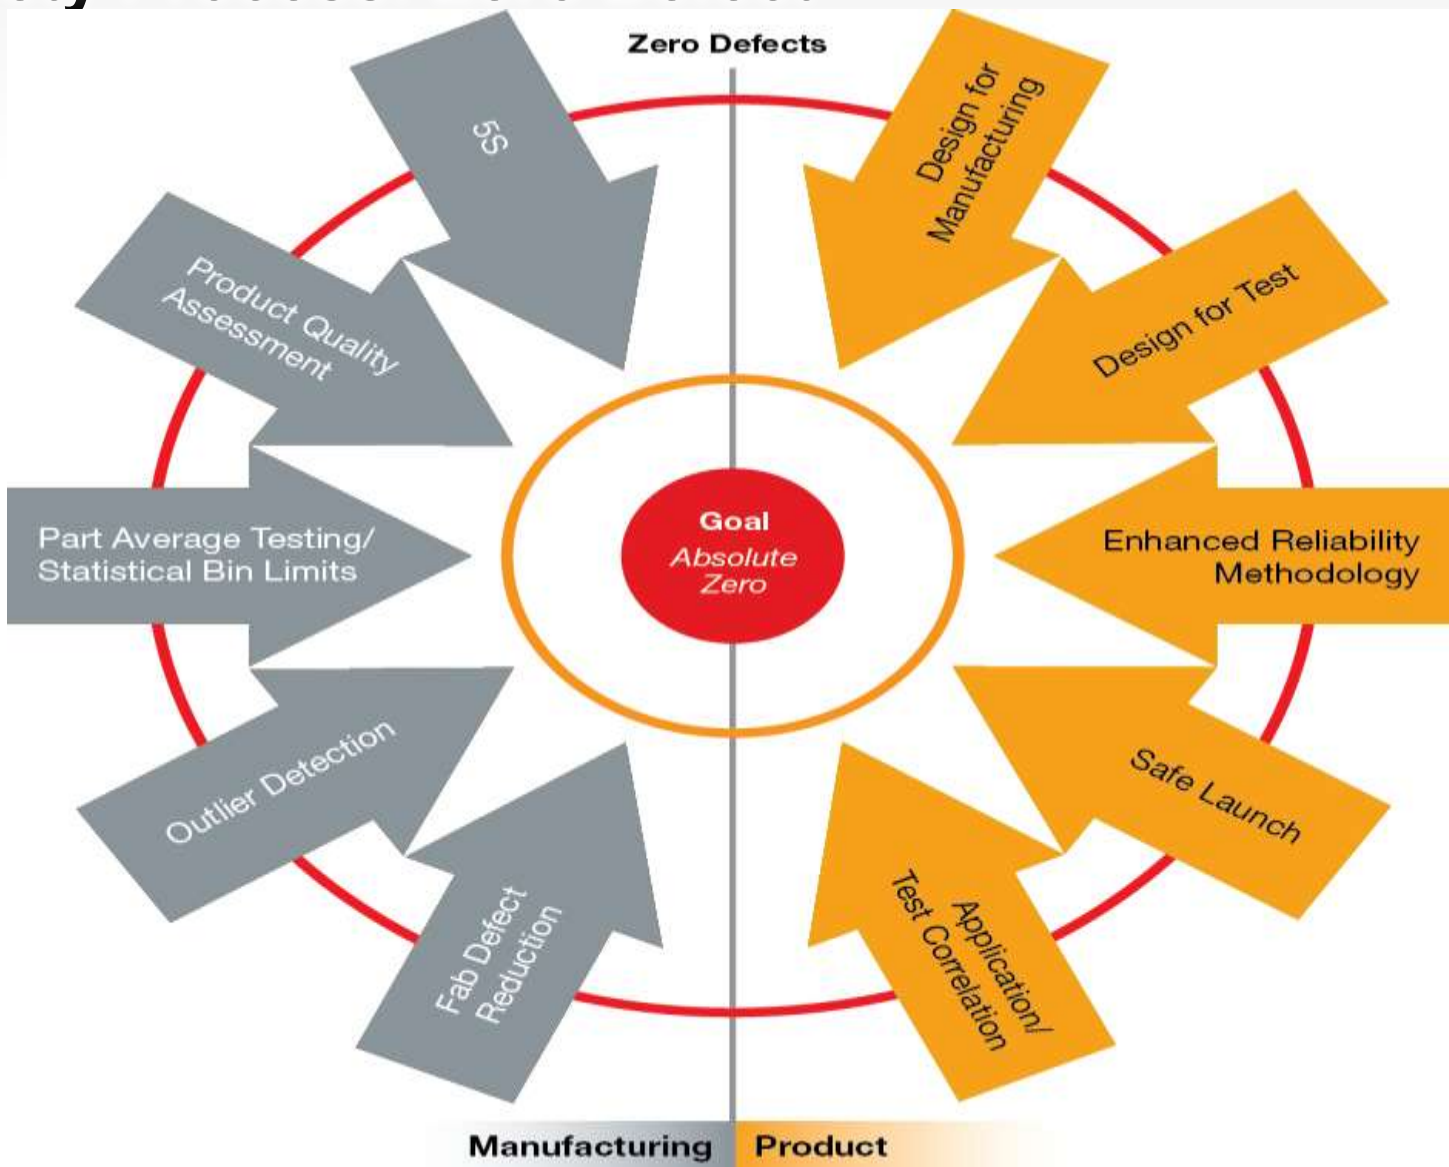 Zero Defects
5S
Design for
Manufacturing
Product Quality
Assessment
Design for Test
Part Average Testing/
Statistical Bin Limits
Goal
Absolute
Zero
Enhanced Reliability
Methodology
Outlier Detection
Safe Launch
Fab Defect
Reduction
Application/
Test Correlation
Manufacturing
Product